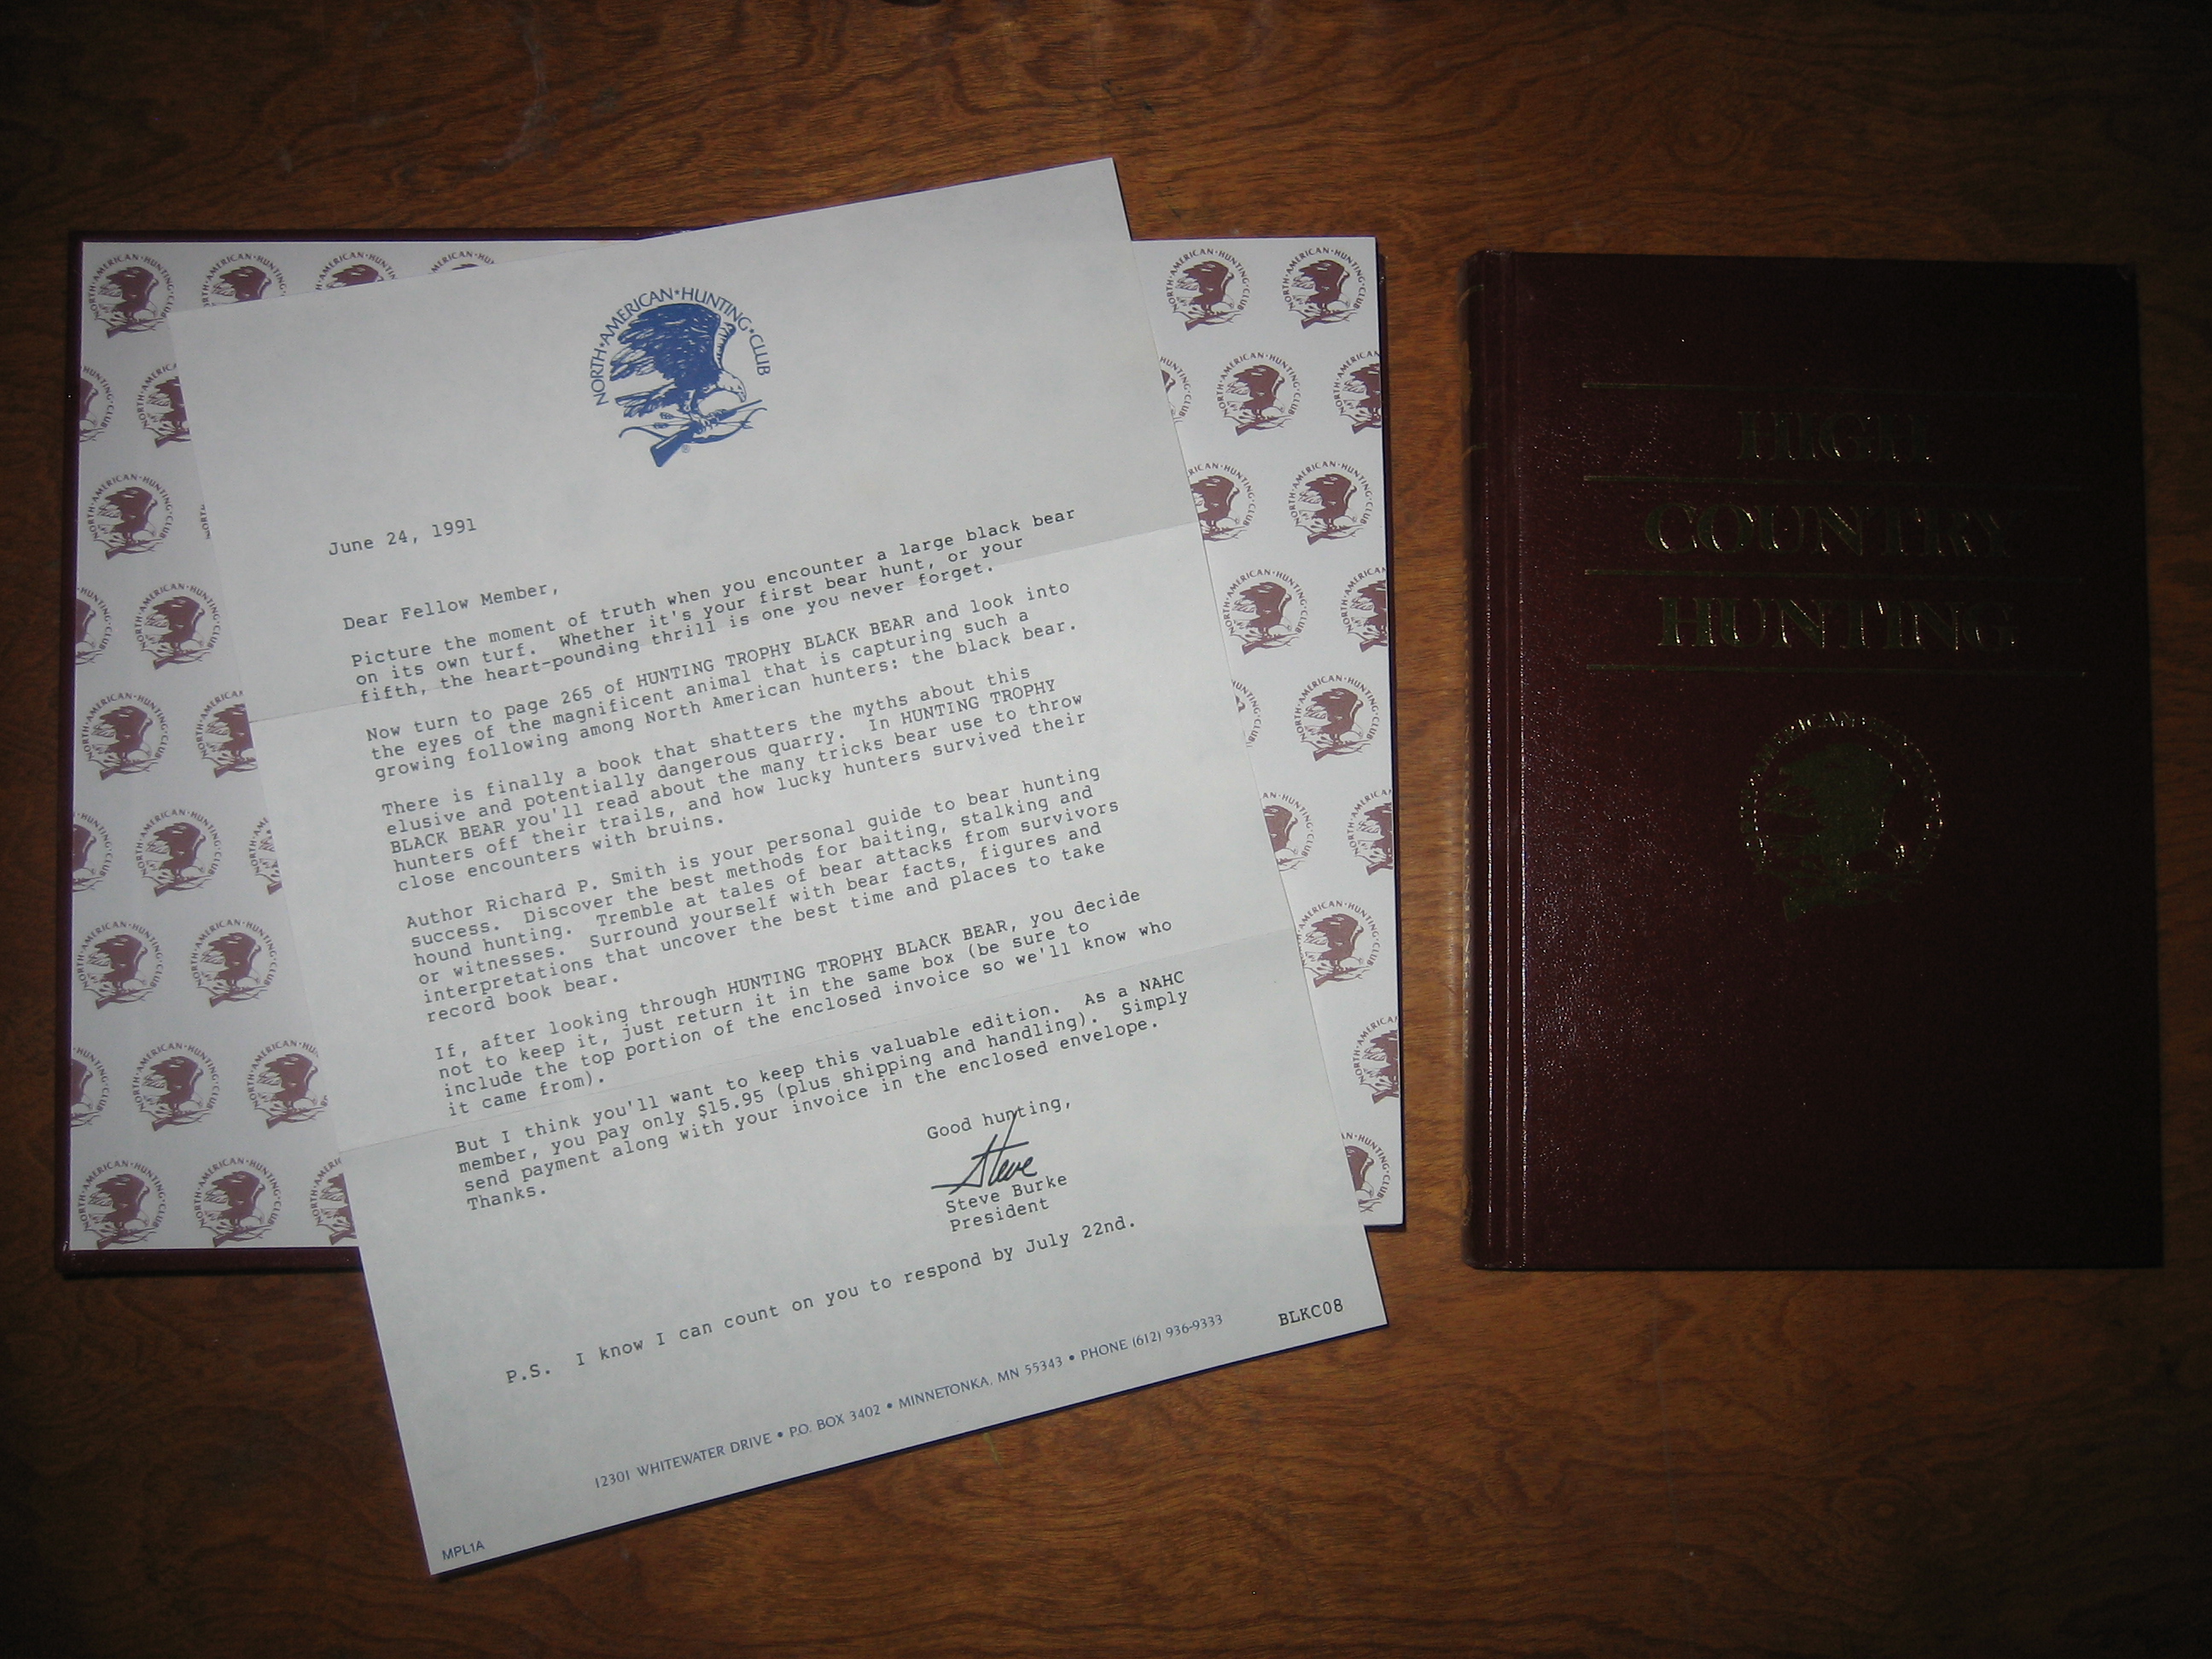 NORTH•AMERICAN•HUNTING•CLUB
June 24, 1991
Dear Fellow Member,
Picture the moment of truth when you encounter a large black bear
on its own turf. Whether it's your first bear hunt, or your
fifth, the heart-pounding thrill is one you never forget.
Now turn to page 265 of HUNTING TROPHY BLACK BEAR and look into
the eyes of the magnificent animal that is capturing such a
growing following among North American hunters: the black bear.
There is finally a book that shatters the myths about this
elusive and potentially dangerous quarry. In HUNTING TROPHY
BLACK BEAR you'll read about the many tricks bear use to throw
hunters off their trails, and how lucky hunters survived their
close encounters with bruins.
Author Richard P. Smith is your personal guide to bear hunting
success. Discover the best methods for baiting, stalking and
hound hunting. Tremble at tales of bear attacks from survivors
or witnesses. Surround yourself with bear facts, figures and
interpretations that uncover the best time and places to take
record book bear.
If, after looking through HUNTING TROPHY BLACK BEAR, you decide
not to keep it, just return it in the same box (be sure to
include the top portion of the enclosed invoice so we'll know who
it came from).
But I think you'll want to keep this valuable edition. As a NAHC
member, you pay only $15.95 (plus shipping and handling). Simply
send payment along with your invoice in the enclosed envelope.
Thanks.
Good hunting,
Steve
Steve Burke
President
P.S. I know I can count on you to respond by July 22nd.
BLKC08
12301 WHITEWATER DRIVE • P.O. BOX 3402 • MINNETONKA, MN 55343 • PHONE (612) 936-9333
MPL1A
HIGH
COUNTRY
HUNTING